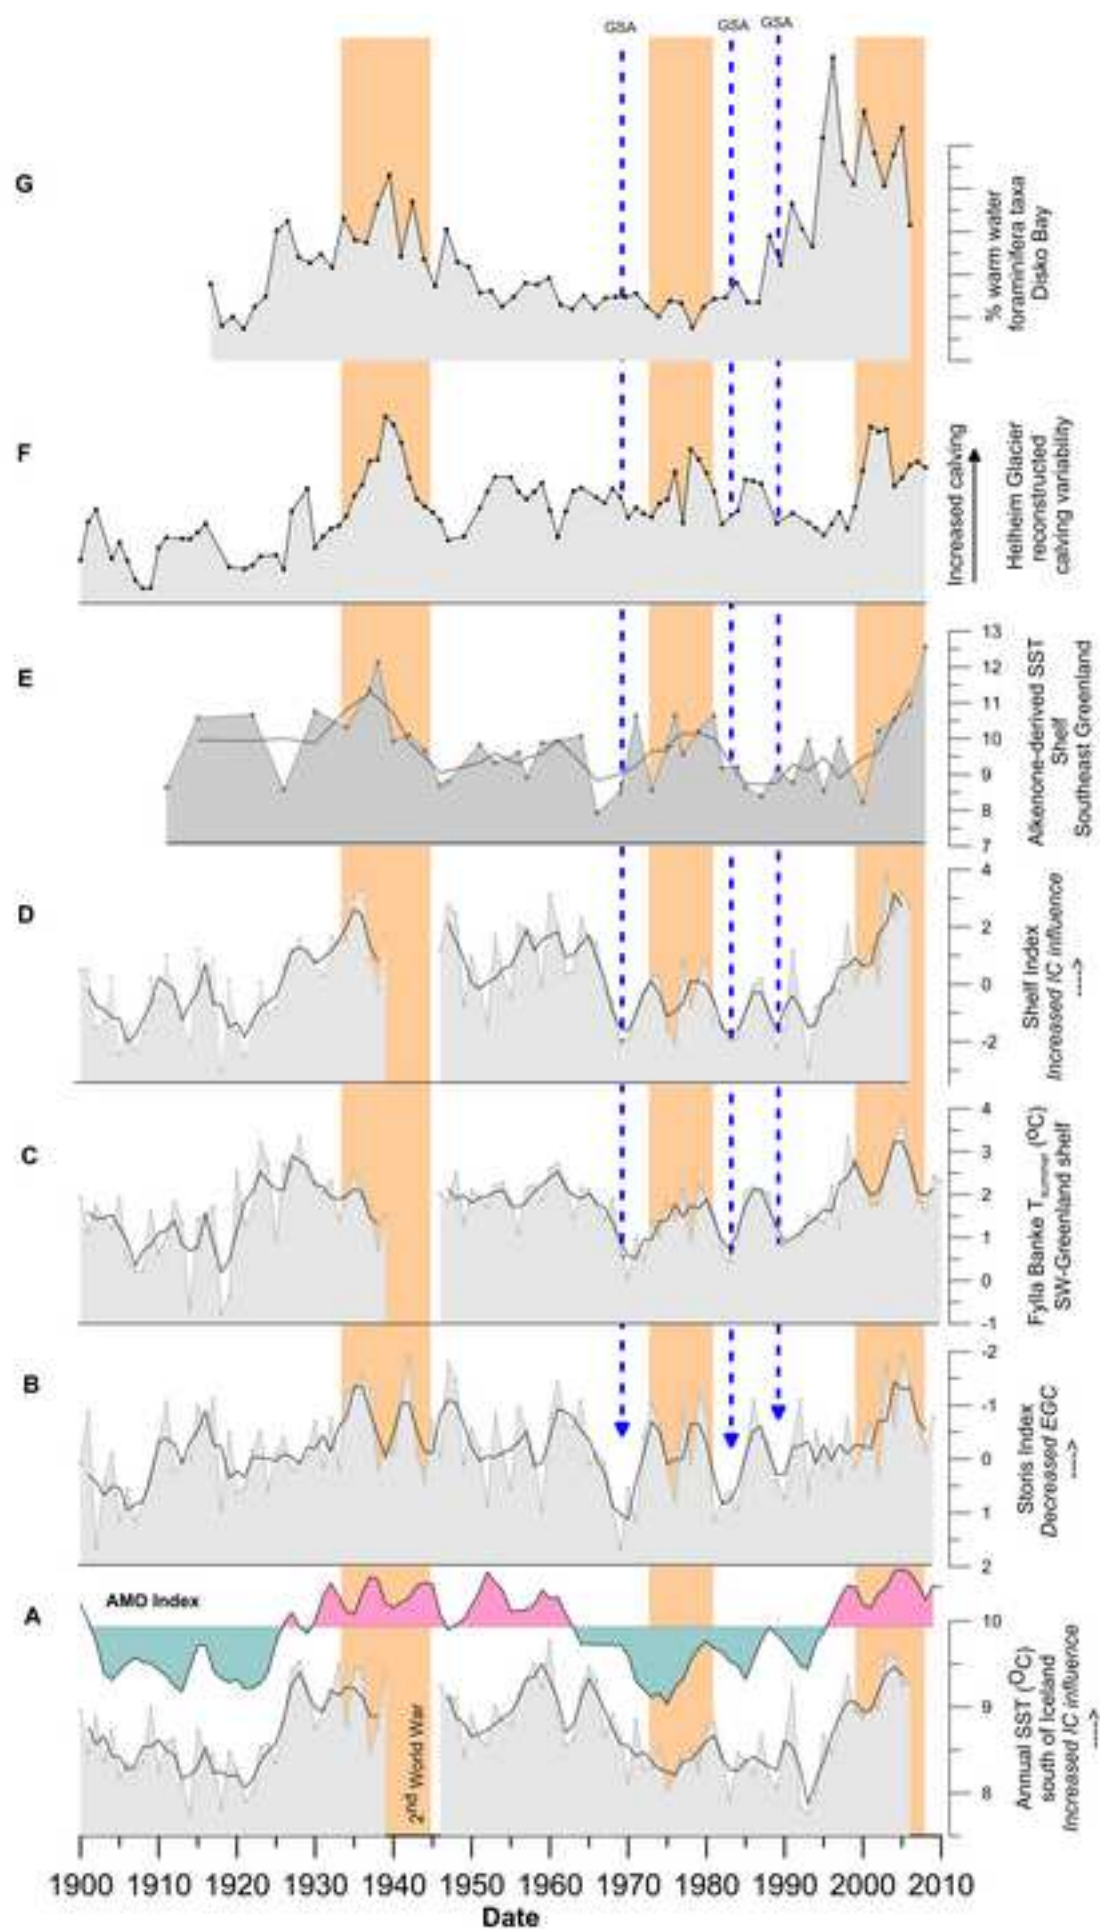 GSA
GSA
GSA
G
% warm water
foraminifera taxa
Disko Bay
F
Increased calving
Helheim Glacier
reconstructed
calving variability
E
13
12
11
10
9
8
7
Alkenone-derived SST
Shelf
Southeast Greenland
D
4
2
0
-2
Shelf Index
Increased IC influence
---->
C
4
3
2
1
0
-1
Fylla Banke T summer (ºC)
SW-Greenland shelf
B
-2
-1
0
1
2
Storis Index
Decreased EGC
---->
A
AMO Index
10
9
8
2nd World War
Annual SST (ºC)
south of Iceland
Increased IC influence
---->
1900 1910 1920 1930 1940 1950 1960 1970 1980 1990 2000 2010
Date